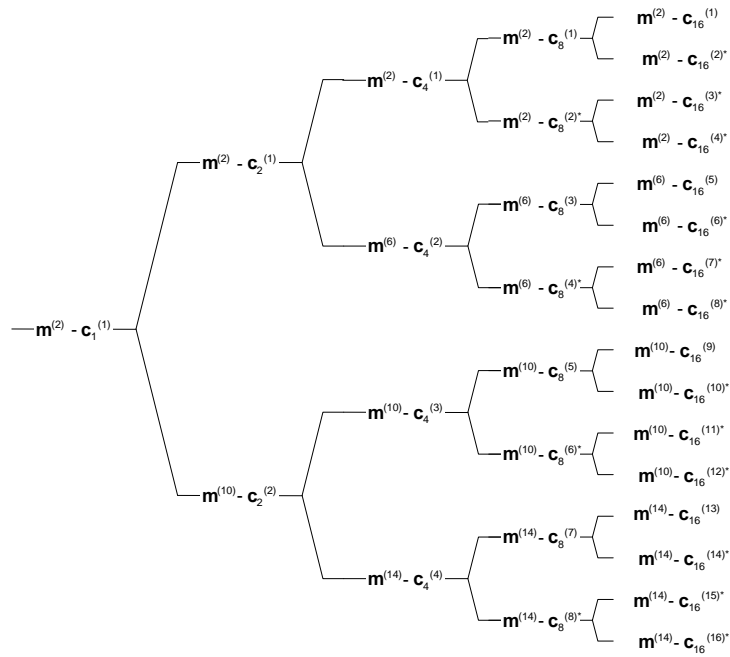 m(2) - c16(1)
m(2) - c8(1)
m(2) - c16(2)*
m(2) - c4(1)
m(2) - c16(3)*
m(2) - c8(2)*
m(2) - c16(4)*
m(2) - c2(1)
m(6) - c16(5)
m(6) - c8(3)
m(6) - c16(6)*
m(6) - c4(2)
m(6) - c16(7)*
m(6) - c8(4)*
m(6) - c16(8)*
m(2) - c1(1)
m(10) - c16(9)
m(10) - c8(5)
m(10) - c16(10)*
m(10) - c4(3)
m(10) - c16(11)*
m(10) - c8(6)*
m(10) - c16(12)*
m(10) - c2(2)
m(14) - c16(13)
m(14) - c8(7)
m(14) - c16(14)*
m(14) - c4(4)
m(14) - c16(15)*
m(14) - c8(8)*
m(14) - c16(16)*